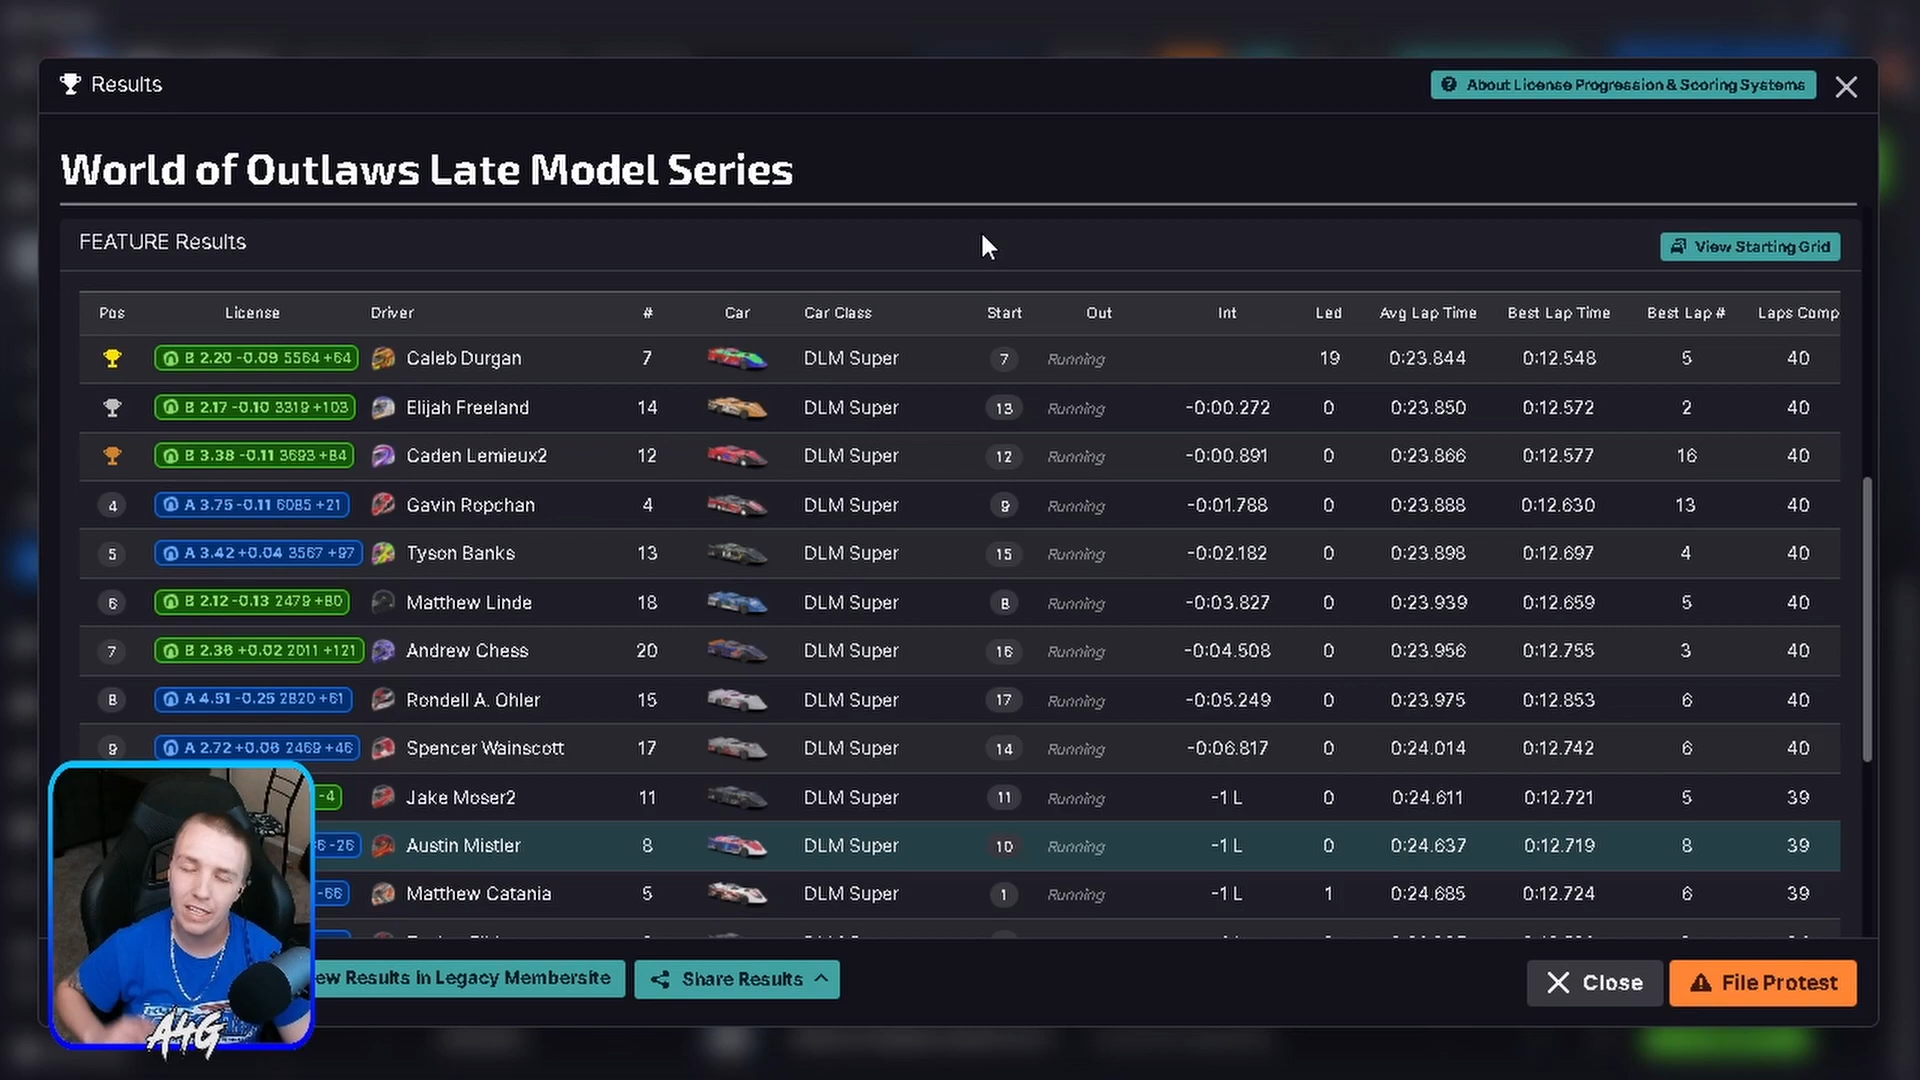 Results
About License Progression & Scoring Systems
World of Outlaws Late Model Series
FEATURE Results
View Starting Grid
Pos License Driver # Car Car Class Start Out Int Led Avg Lap Time Best Lap Time Best Lap # Laps Comp
B 2.20 -0.09 5564 +64 Caleb Durgan 7 DLM Super 7 Running 19 0:23.844 0:12.548 5 40
B 2.17 -0.10 3319 +103 Elijah Freeland 14 DLM Super 13 Running -0:00.272 0 0:23.850 0:12.572 2 40
B 3.38 -0.11 3693 +84 Caden Lemieux2 12 DLM Super 12 Running -0:00.891 0 0:23.866 0:12.577 16 40
4 A 3.75 -0.11 6085 +21 Gavin Ropchan 4 DLM Super 9 Running -0:01.788 0 0:23.888 0:12.630 13 40
5 A 3.42 +0.04 3567 +97 Tyson Banks 13 DLM Super 15 Running -0:02.182 0 0:23.898 0:12.697 4 40
6 B 2.12 -0.13 2479 +80 Matthew Linde 18 DLM Super 8 Running -0:03.827 0 0:23.939 0:12.659 5 40
7 B 2.36 +0.02 2011 +121 Andrew Chess 20 DLM Super 16 Running -0:04.508 0 0:23.956 0:12.755 3 40
8 A 4.51 -0.25 2820 +61 Rondell A. Ohler 15 DLM Super 17 Running -0:05.249 0 0:23.975 0:12.853 6 40
9 A 2.72 +0.06 2469 +46 Spencer Wainscott 17 DLM Super 14 Running -0:06.817 0 0:24.014 0:12.742 6 40
-4 Jake Moser2 11 DLM Super 11 Running -1 L 0 0:24.611 0:12.721 5 39
6 -26 Austin Mistler 8 DLM Super 10 Running -1 L 0 0:24.637 0:12.719 8 39
-66 Matthew Catania 5 DLM Super 1 Running -1 L 1 0:24.685 0:12.724 6 39
ew Results in Legacy Membersite
Share Results
Close
File Protest
A4G